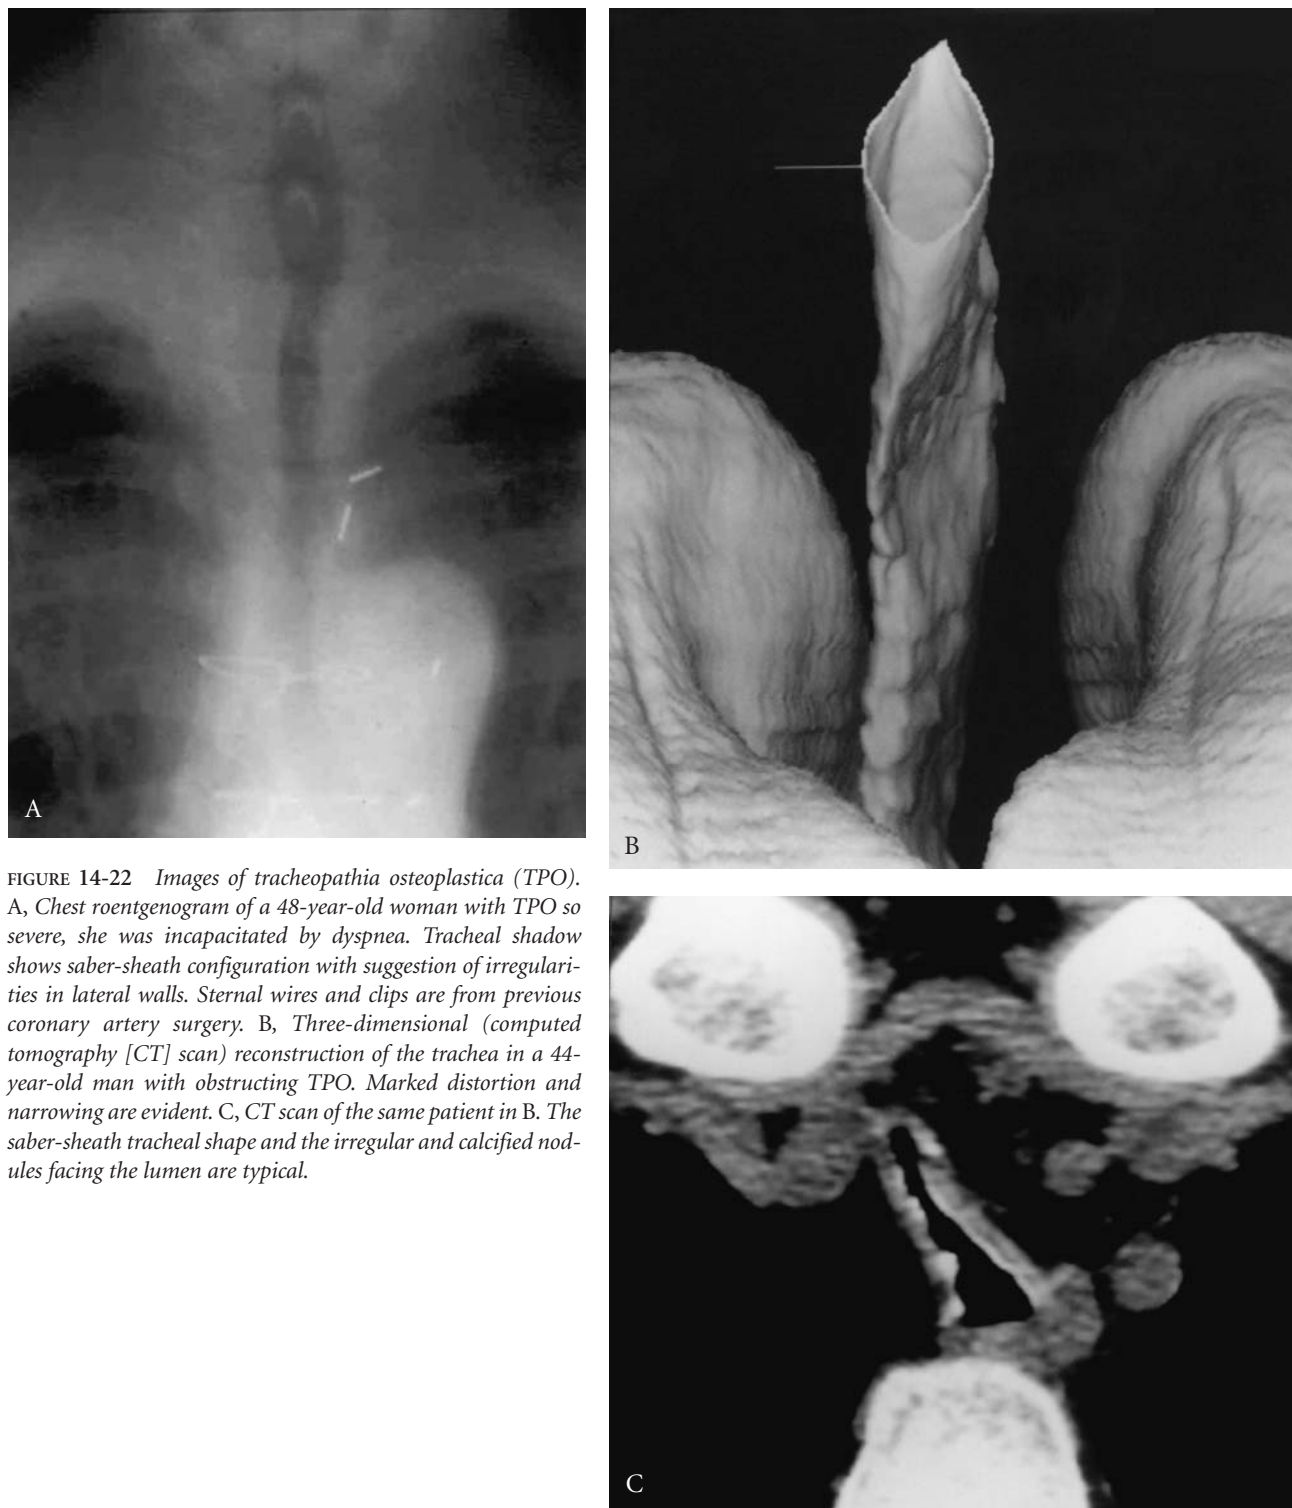 A
B
FIGURE 14-22 Images of tracheopathia osteoplastica (TPO).
A, Chest roentgenogram of a 48-year-old woman with TPO so
severe, she was incapacitated by dyspnea. Tracheal shadow
shows saber-sheath configuration with suggestion of irregulari-
ties in lateral walls. Sternal wires and clips are from previous
coronary artery surgery. B, Three-dimensional (computed
tomography [CT] scan) reconstruction of the trachea in a 44-
year-old man with obstructing TPO. Marked distortion and
narrowing are evident. C, CT scan of the same patient in B. The
saber-sheath tracheal shape and the irregular and calcified nod-
ules facing the lumen are typical.
C